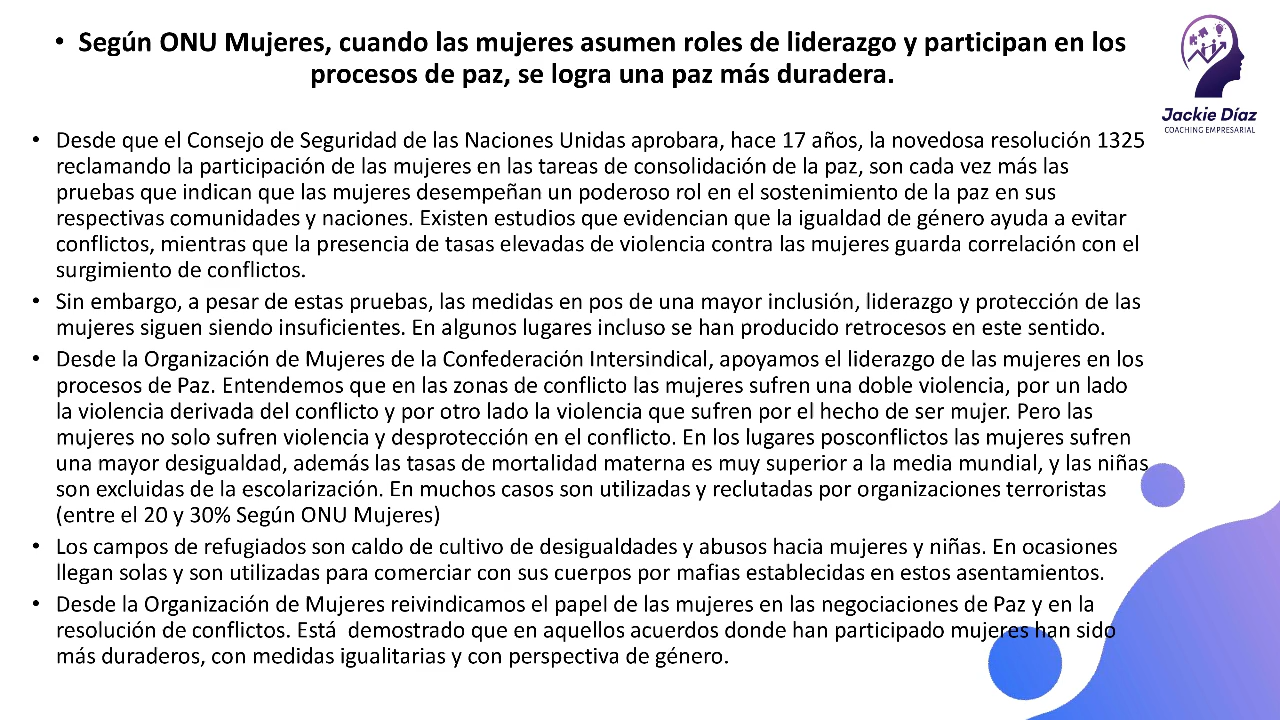 • Según ONU Mujeres, cuando las mujeres asumen roles de liderazgo y participan en los
procesos de paz, se logra una paz más duradera.
Jackie Díaz
COACHING EMPRESARIAL
• Desde que el Consejo de Seguridad de las Naciones Unidas aprobara, hace 17 años, la novedosa resolución 1325
reclamando la participación de las mujeres en las tareas de consolidación de la paz, son cada vez más las
pruebas que indican que las mujeres desempeñan un poderoso rol en el sostenimiento de la paz en sus
respectivas comunidades y naciones. Existen estudios que evidencian que la igualdad de género ayuda a evitar
conflictos, mientras que la presencia de tasas elevadas de violencia contra las mujeres guarda correlación con el
surgimiento de conflictos.
• Sin embargo, a pesar de estas pruebas, las medidas en pos de una mayor inclusión, liderazgo y protección de las
mujeres siguen siendo insuficientes. En algunos lugares incluso se han producido retrocesos en este sentido.
• Desde la Organización de Mujeres de la Confederación Intersindical, apoyamos el liderazgo de las mujeres en los
procesos de Paz. Entendemos que en las zonas de conflicto las mujeres sufren una doble violencia, por un lado
la violencia derivada del conflicto y por otro lado la violencia que sufren por el hecho de ser mujer. Pero las
mujeres no solo sufren violencia y desprotección en el conflicto. En los lugares posconflictos las mujeres sufren
una mayor desigualdad, además las tasas de mortalidad materna es muy superior a la media mundial, y las niñas
son excluidas de la escolarización. En muchos casos son utilizadas y reclutadas por organizaciones terroristas
(entre el 20 y 30% Según ONU Mujeres)
• Los campos de refugiados son caldo de cultivo de desigualdades y abusos hacia mujeres y niñas. En ocasiones
llegan solas y son utilizadas para comerciar con sus cuerpos por mafias establecidas en estos asentamientos.
• Desde la Organización de Mujeres reivindicamos el papel de las mujeres en las negociaciones de Paz y en la
resolución de conflictos. Está  demostrado que en aquellos acuerdos donde han participado mujeres han sido
más duraderos, con medidas igualitarias y con perspectiva de género.